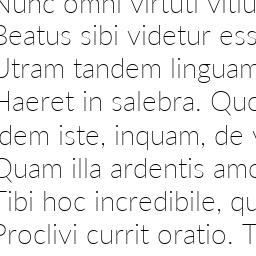 Nunc omni virtuti vitiu
Beatus sibi videtur ess
Utram tandem linguam
Haeret in salebra. Quo
Idem iste, inquam, de v
Quam illa ardentis amo
Tibi hoc incredibile, qu
Proclivi currit oratio. T